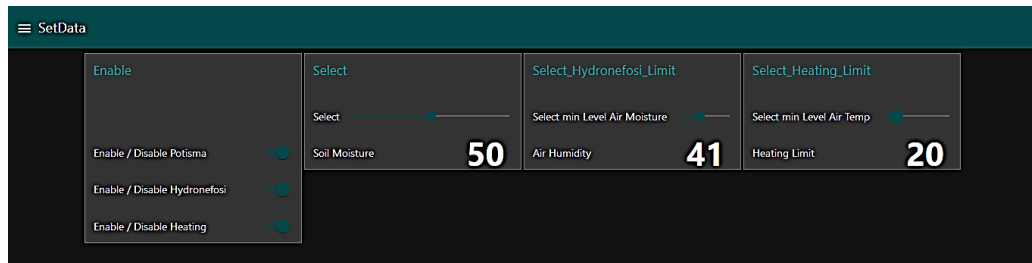 SetData
Enable
Enable / Disable Potisma
Enable / Disable Hydronefosi
Enable / Disable Heating
Select
Select
Soil Moisture 50
Select_Hydronefosi_Limit
Select min Level Air Moisture
Air Humidity 41
Select_Heating_Limit
Select min Level Air Temp
Heating Limit 20